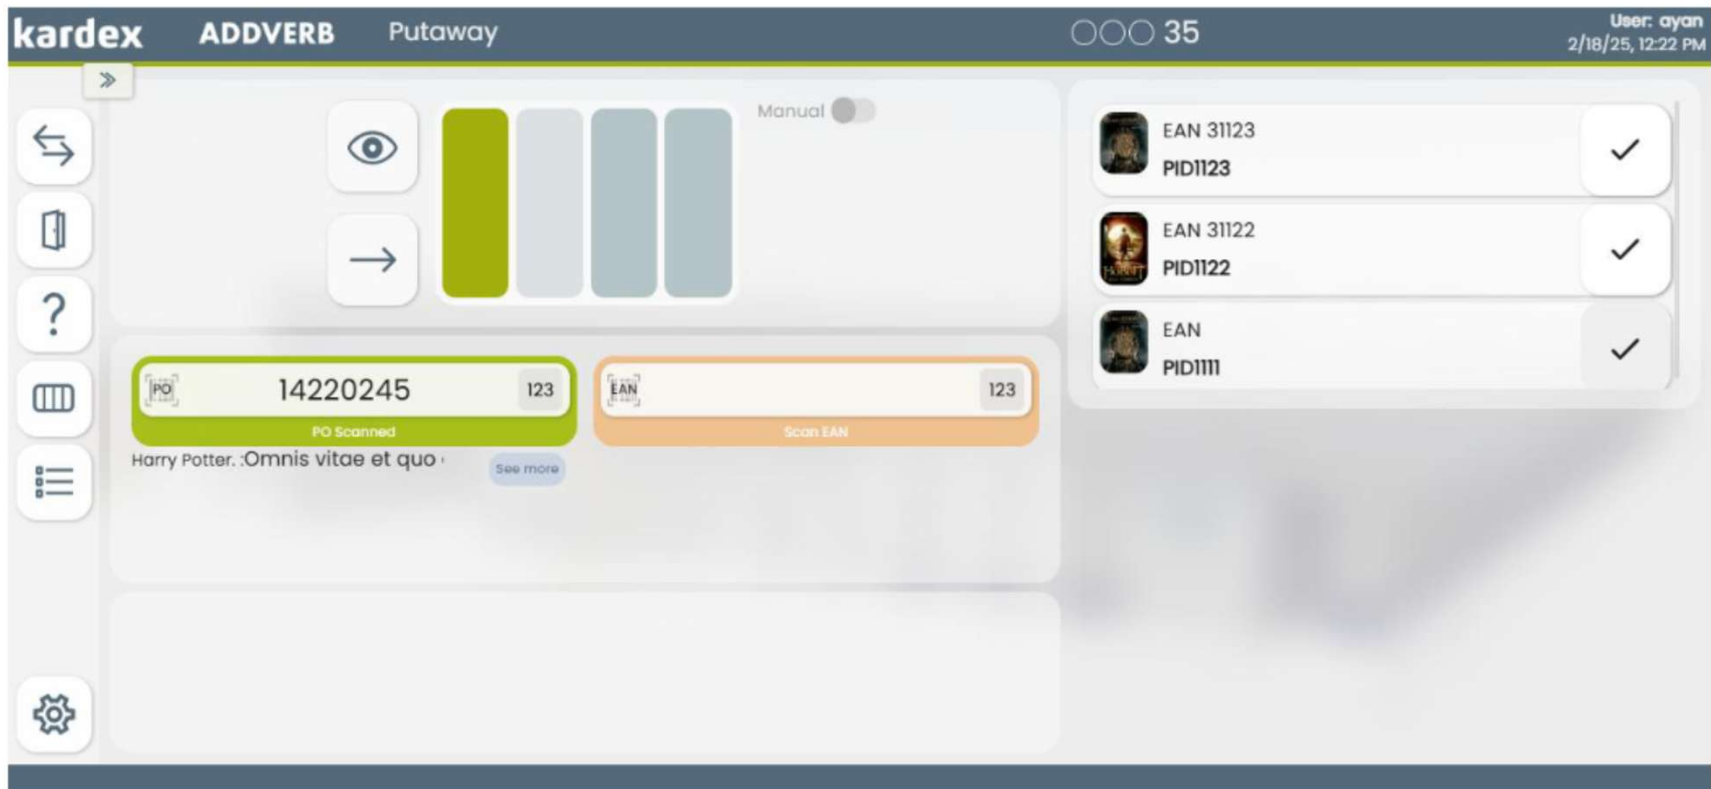 kardex ADDVERB Putaway 35 User: ayan
2/18/25, 12:22 PM
Manual
EAN 31123
PID1123
EAN 31122
PID1122
EAN
PID1111
PO 14220245 123
PO Scanned
EAN 123
Scan EAN
Harry Potter. :Omnis vitae et quo
See more